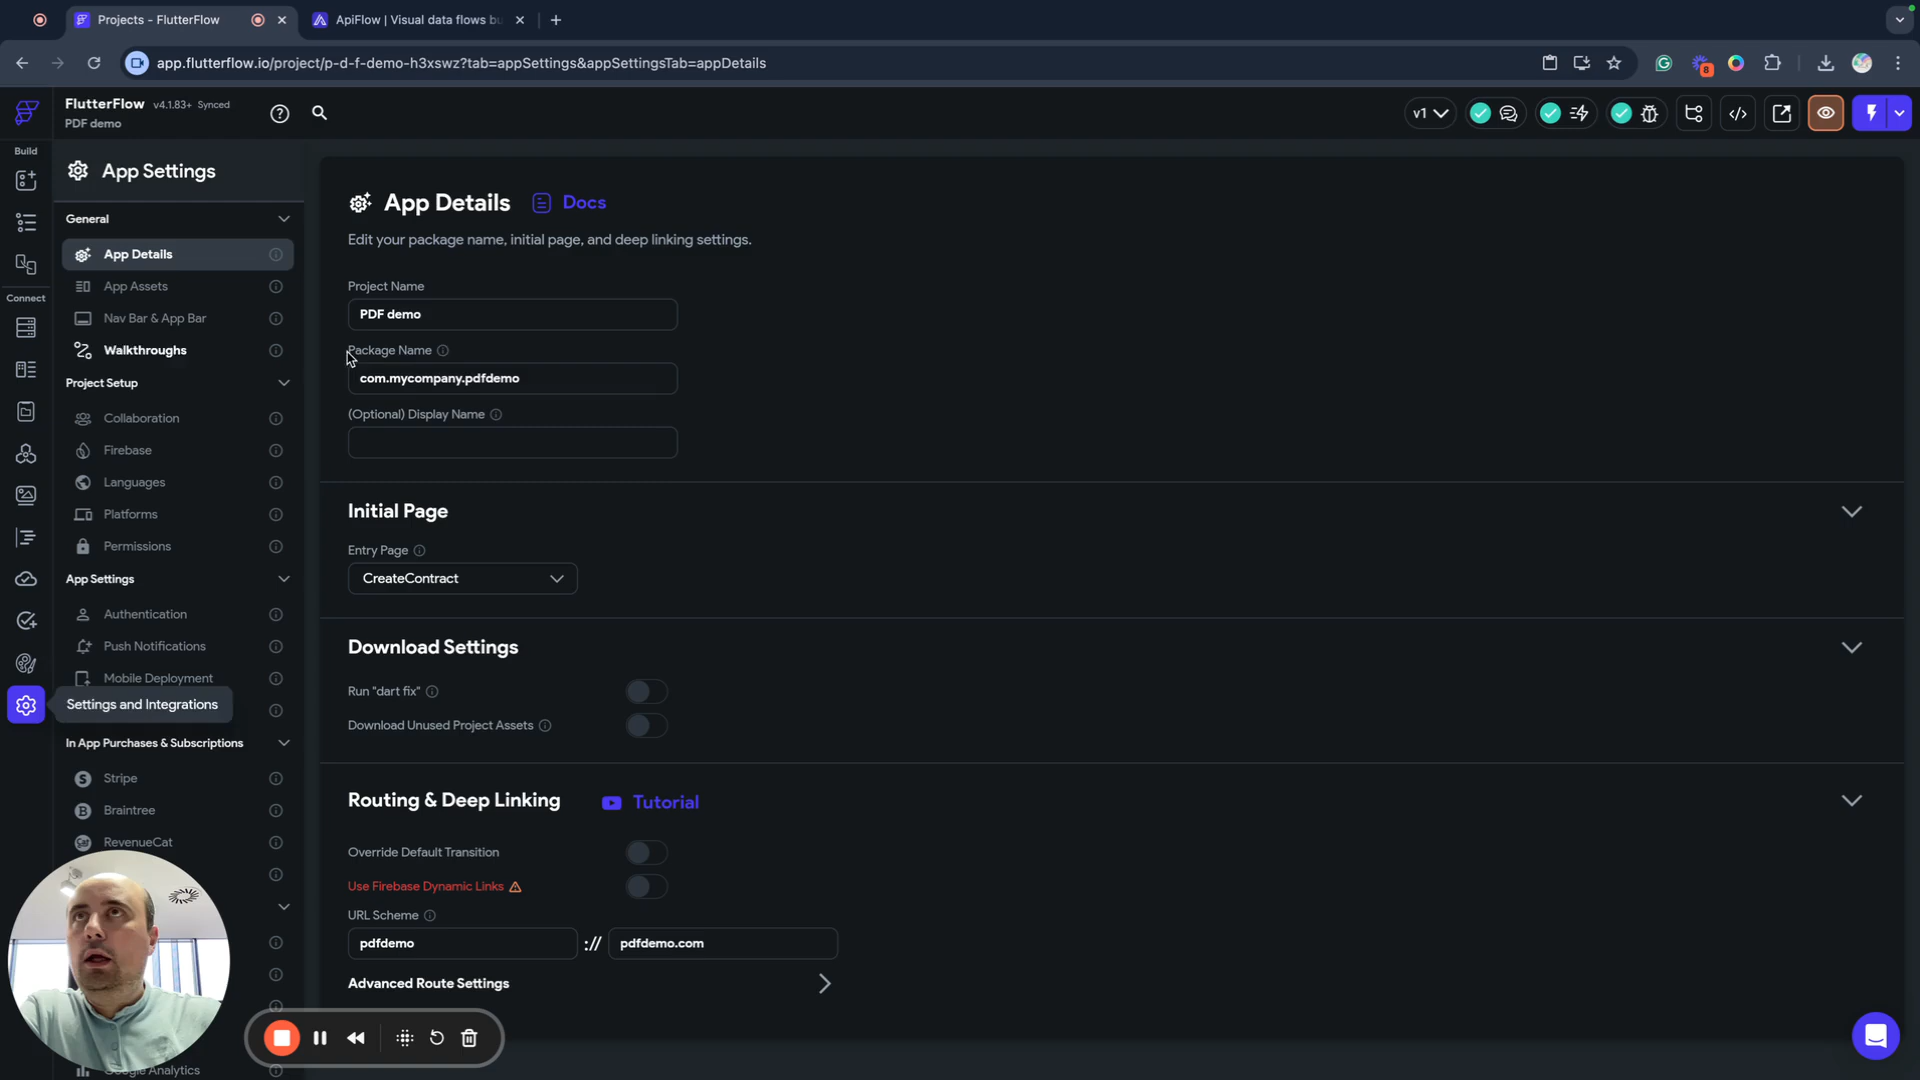 Projects - FlutterFlow
ApiFlow | Visual data flows bu
app.flutterflow.io/project/p-d-f-demo-h3xswz?tab=appSettings&appSettingsTab=appDetails
8
FlutterFlow v4.1.83+ Synced
PDF demo
v1
Build
Connect
App Settings
General
App Details
App Assets
Nav Bar & App Bar
Walkthroughs
Project Setup
Collaboration
Firebase
Languages
Platforms
Permissions
App Settings
Authentication
Push Notifications
Mobile Deployment
Settings and Integrations
In App Purchases & Subscriptions
Stripe
Braintree
RevenueCat
Google Analytics
App Details
Docs
Edit your package name, initial page, and deep linking settings.
Project Name
PDF demo
Package Name
com.mycompany.pdfdemo
(Optional) Display Name
Initial Page
Entry Page
CreateContract
Download Settings
Run "dart fix"
Download Unused Project Assets
Routing & Deep Linking
Tutorial
Override Default Transition
Use Firebase Dynamic Links
URL Scheme
pdfdemo :// pdfdemo.com
Advanced Route Settings